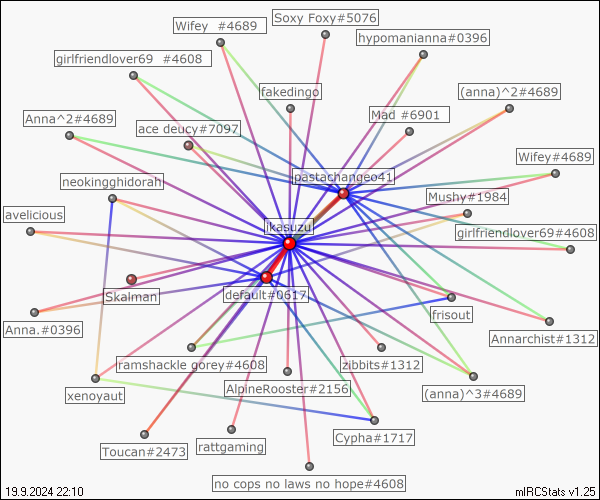 Soxy Foxy#5076
Wifey #4689
hypomanianna#0396
girlfriendlover69 #4608
fakedingo
(anna)^2#4689
Anna^2#4689
Mad #6901
ace deucy#7097
Wifey#4689
pastachangeo41
neokingghidorah
Mushy#1984
avelicious
ikasuzu
girlfriendlover69#4608
Skalman
default#0617
frisout
Anna.#0396
Annarchist#1312
ramshackle gorey#4608
zibbits#1312
AlpineRooster#2156
(anna)^3#4689
xenoyaut
Cypha#1717
Toucan#2473
rattgaming
no cops no laws no hope#4608
19.9.2024 22:10
mIRCStats v1.25